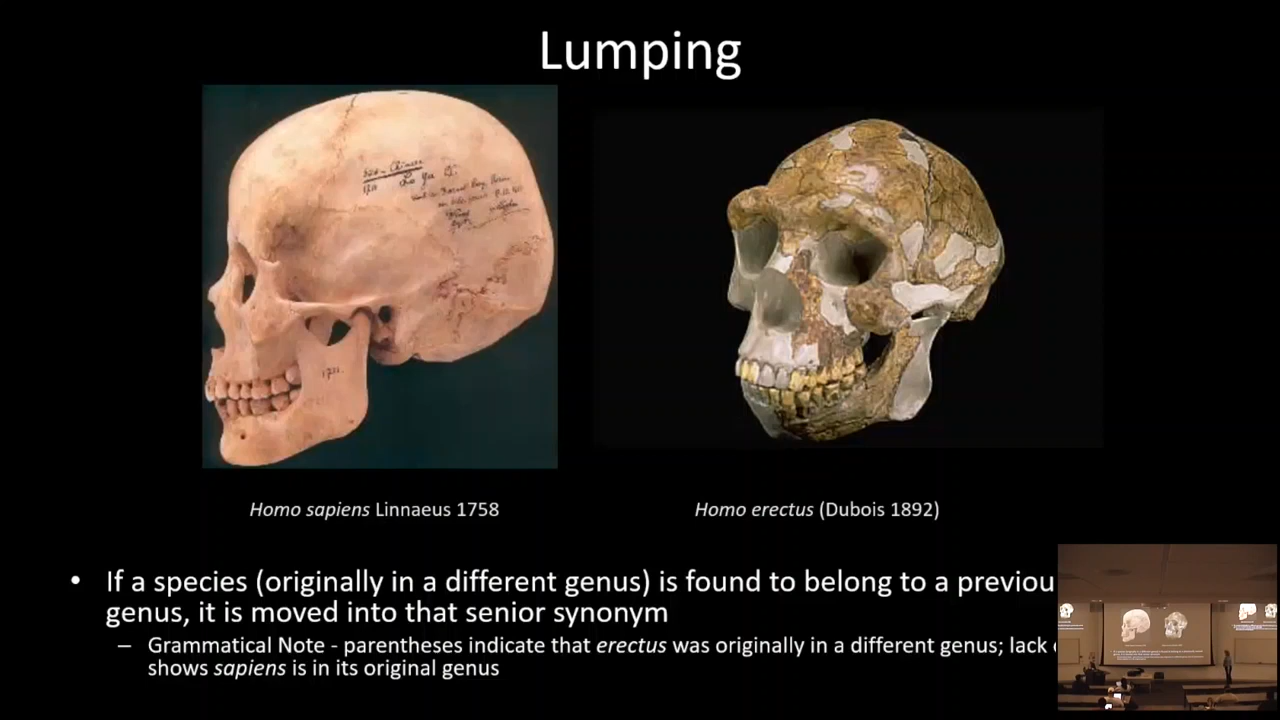 Lumping
1711
1711.
Homo sapiens Linnaeus 1758
Homo erectus (Dubois 1892)
• If a species (originally in a different genus) is found to belong to a
genus, it is moved into that senior synonym
– Grammatical Note - parentheses indicate that erectus was originally in a different genus; lack
shows sapiens is in its original genus